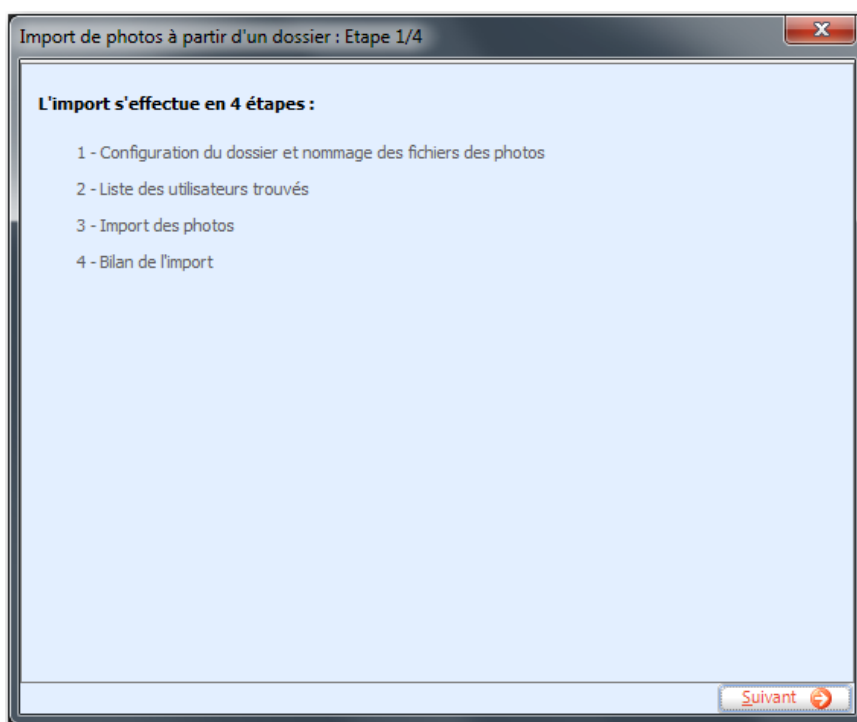 Import de photos à partir d'un dossier : Etape 1/4
L'import s'effectue en 4 étapes :
1 - Configuration du dossier et nommage des fichiers des photos
2 - Liste des utilisateurs trouvés
3 - Import des photos
4 - Bilan de l'import
Suivant